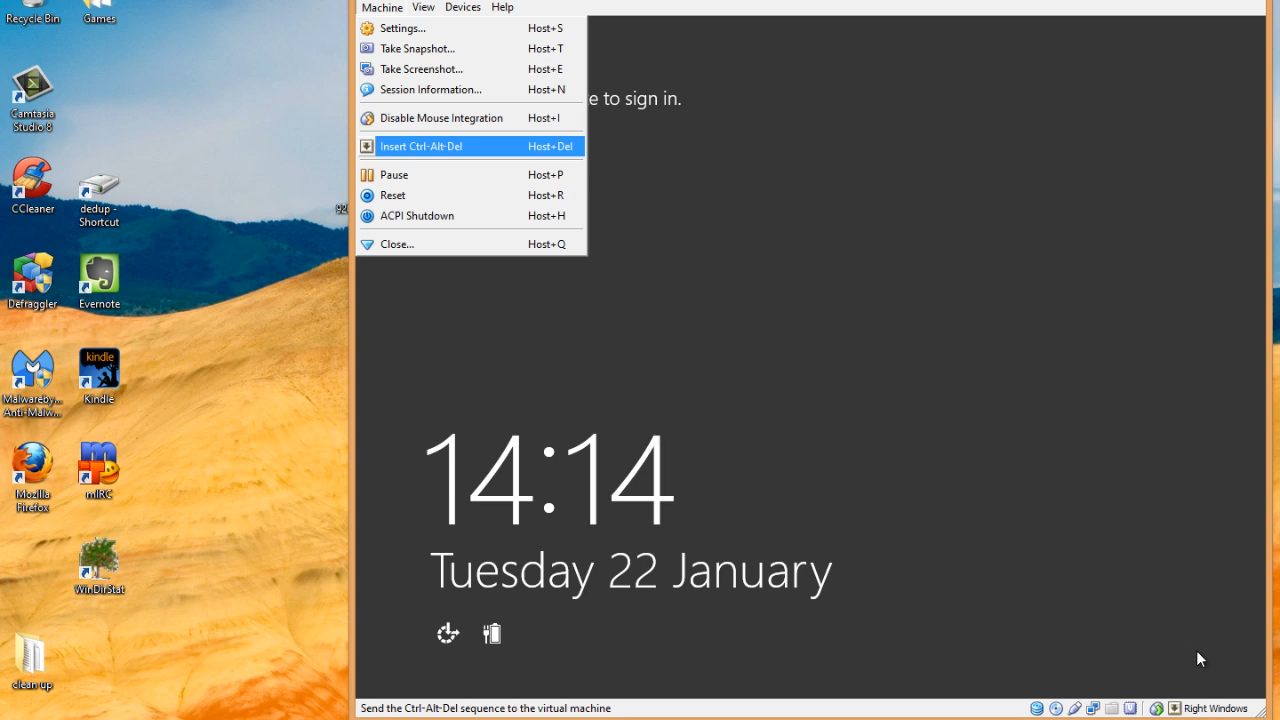 Recycle Bin
Games
Camtasia
Studio 8
CCleaner
dedup -
Shortcut
Defraggler
Evernote
Malwareby...
Anti-Malw...
kindle
Kindle
Mozilla
Firefox
mIRC
WinDirStat
clean up
Machine View Devices Help
Settings... Host+S
Take Snapshot... Host+T
Take Screenshot... Host+E
Session Information... Host+N
Disable Mouse Integration Host+I
Insert Ctrl-Alt-Del Host+Del
Pause Host+P
Reset Host+R
ACPI Shutdown Host+H
Close... Host+Q
e to sign in.
14:14
Tuesday 22 January
Send the Ctrl-Alt-Del sequence to the virtual machine
Right Windows